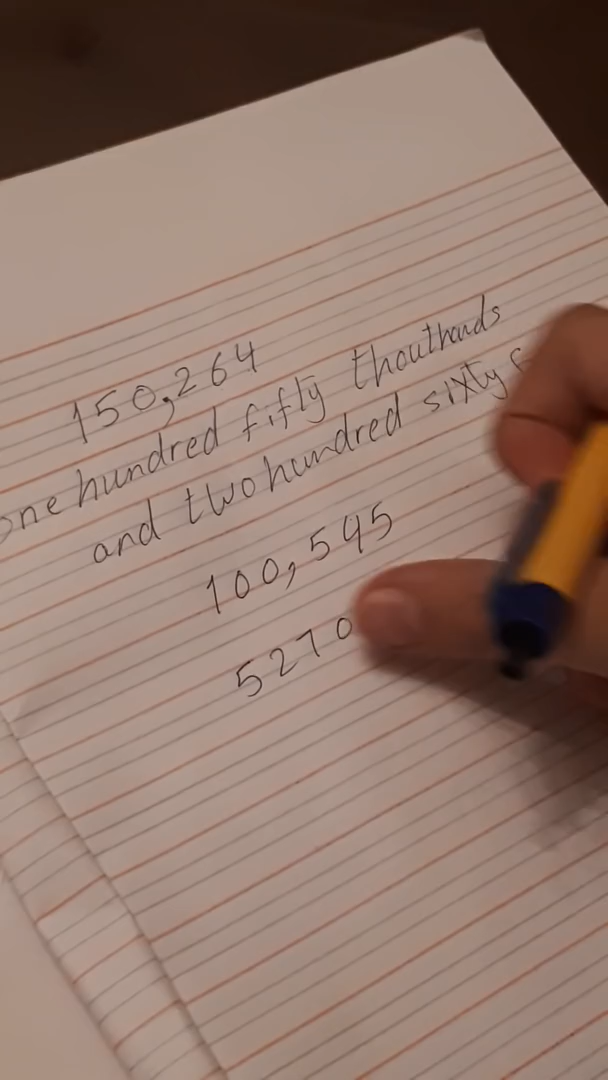 150,264
one hundred fifty thouthands
and two hundred sixty
100,545
5270